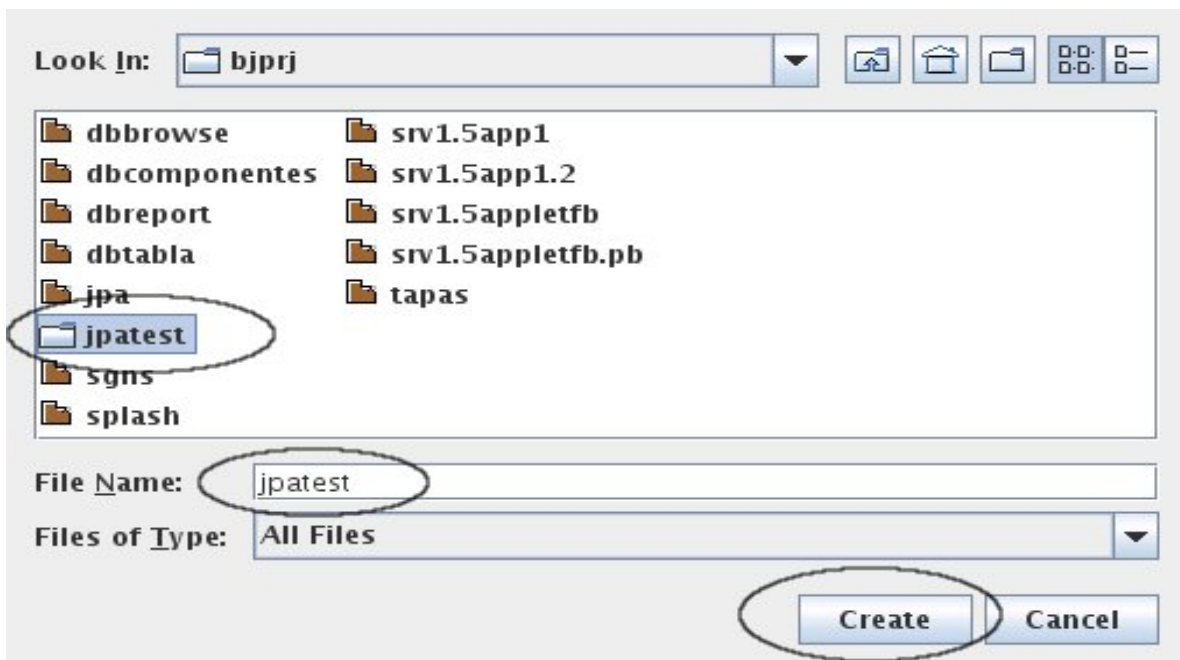 Look In: bjprj
dbbrowse
dbcomponentes
dbreport
dbtabla
jpa
jpatest
sgns
splash
srv1.5app1
srv1.5app1.2
srv1.5appletfb
srv1.5appletfb.pb
tapas
File Name: jpatest
Files of Type: All Files
Create Cancel